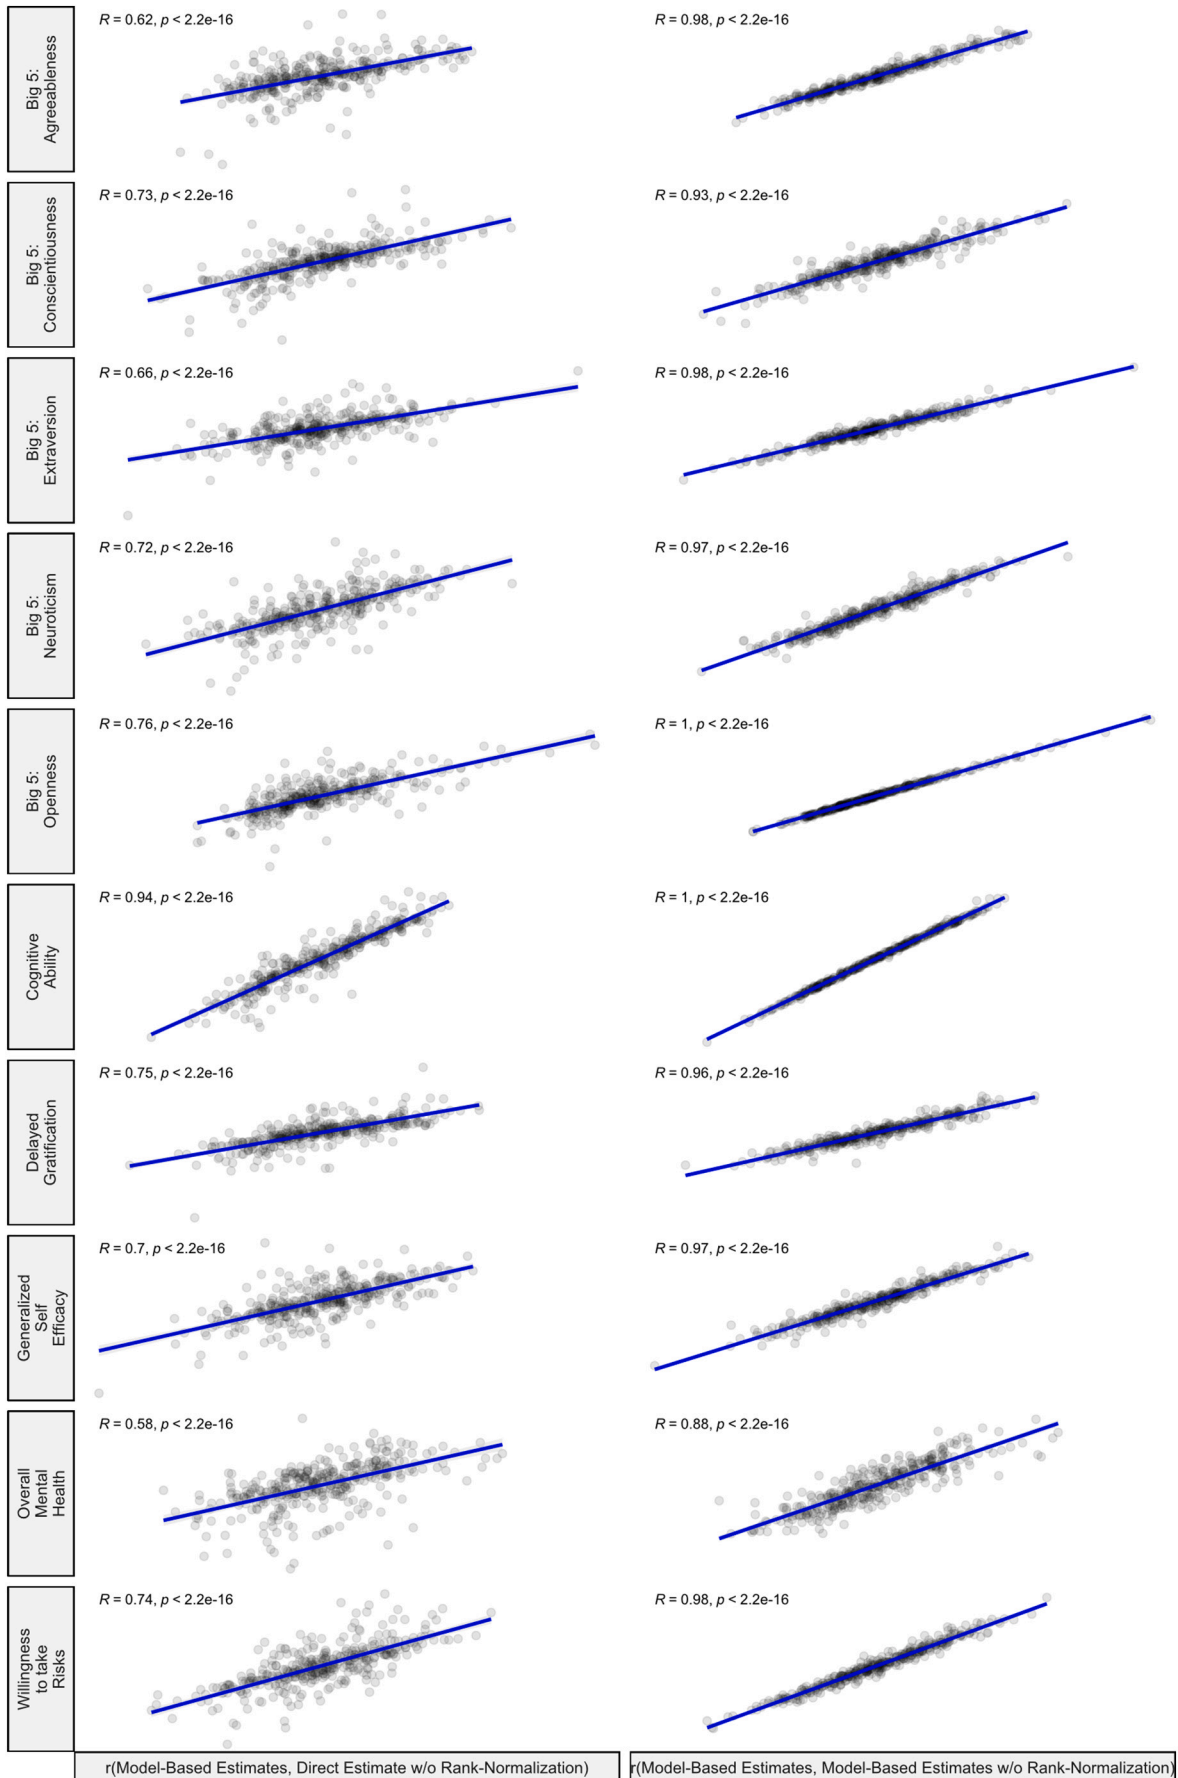 Big 5:
Agreeableness
R = 0.62, p < 2.2e-16
R = 0.98, p < 2.2e-16
Big 5:
Conscientiousness
R = 0.73, p < 2.2e-16
R = 0.93, p < 2.2e-16
Big 5:
Extraversion
R = 0.66, p < 2.2e-16
R = 0.98, p < 2.2e-16
Big 5:
Neuroticism
R = 0.72, p < 2.2e-16
R = 0.97, p < 2.2e-16
Big 5:
Openness
R = 0.76, p < 2.2e-16
R = 1, p < 2.2e-16
Cognitive
Ability
R = 0.94, p < 2.2e-16
R = 1, p < 2.2e-16
Delayed
Gratification
R = 0.75, p < 2.2e-16
R = 0.96, p < 2.2e-16
Generalized
Self
Efficacy
R = 0.7, p < 2.2e-16
R = 0.97, p < 2.2e-16
Overall
Mental
Health
R = 0.58, p < 2.2e-16
R = 0.88, p < 2.2e-16
Willingness
to take
Risks
R = 0.74, p < 2.2e-16
R = 0.98, p < 2.2e-16
r(Model-Based Estimates, Direct Estimate w/o Rank-Normalization)
r(Model-Based Estimates, Model-Based Estimates w/o Rank-Normalization)